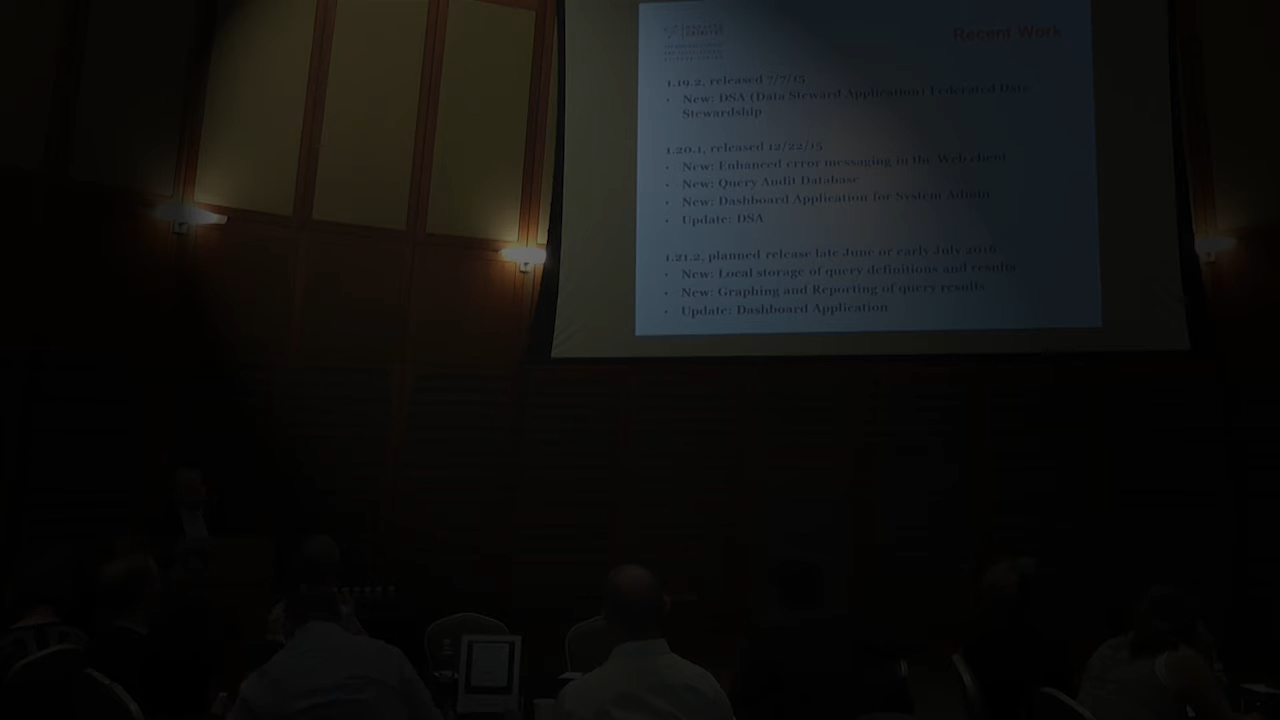 Recent Work
1.19.2, released 7/7/15
• New: DSA (Data Steward Application) Federated Data
Stewardship
1.20.1, released 12/22/15
• New: Enhanced error messaging in the Web client
• New: Query Audit Database
• New: Dashboard Application for System Admin
• Update: DSA
1.21.2, planned release late June or early July 2016
• New: Local storage of query definitions and results
• New: Graphing and Reporting of query results
• Update: Dashboard Application